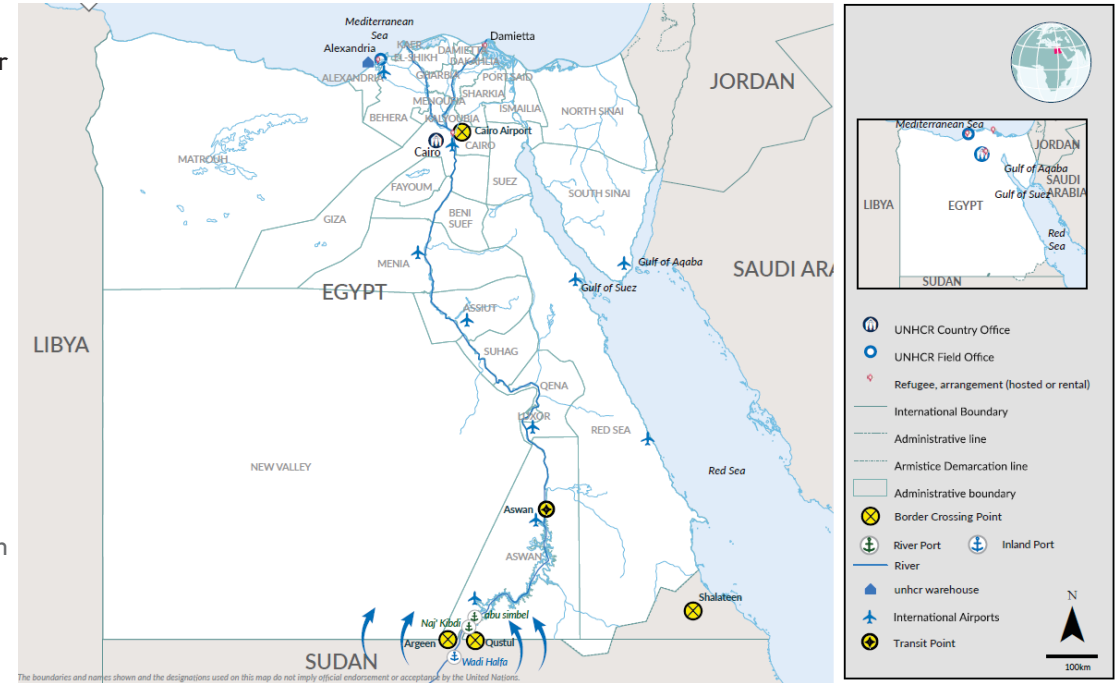 r
n
Mediterranean
Sea
Alexandria
Damietta
KAFR
EL-SHIKH
DAMIETTA
DAKAHLIA
ALEXANDRIA
GHARBIA
PORT SAID
SHARKIA
MENOUFIA
BEHERA
ISMAILIA
NORTH SINAI
KALYOUBIA
Cairo Airport
Cairo
CAIRO
JORDAN
MATROUH
FAYOUM
SUEZ
SOUTH SINAI
GIZA
BENI
SUEF
MENIA
Gulf of Aqaba
SAUDI ARA
Gulf of Suez
EGYPT
ASSIUT
LIBYA
SUHAG
QENA
LUXOR
RED SEA
NEW VALLEY
Red Sea
Aswan
ASWAN
Shalateen
abu simbel
Naj' Kibdi
Argeen
Qustul
SUDAN
Wadi Halfa
The boundaries and names shown and the designations used on this map do not imply official endorsement or acceptance by the United Nations.
Mediterranean Sea
JORDAN
Gulf of Aqaba
SAUDI
ARABIA
Gulf of Suez
LIBYA
EGYPT
Red
Sea
SUDAN
UNHCR Country Office
UNHCR Field Office
Refugee, arrangement (hosted or rental)
International Boundary
Administrative line
Armistice Demarcation line
Administrative boundary
Border Crossing Point
River Port
Inland Port
River
unhcr warehouse
International Airports
Transit Point
N
100km